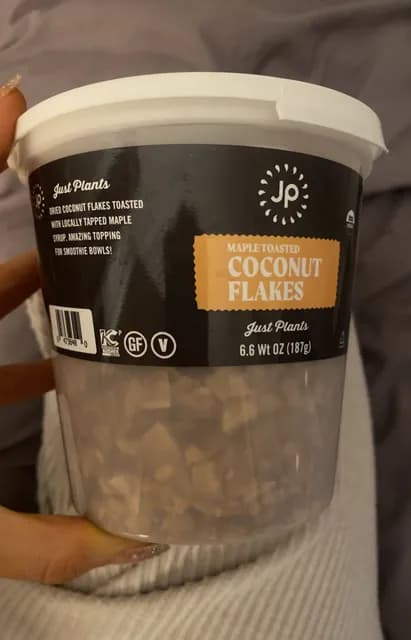 Just Plants
DRIED COCONUT FLAKES TOASTED
WITH LOCALLY TAPPED MAPLE
SYRUP. AMAZING TOPPING
FOR SMOOTHIE BOWLS!
GF
V
JP
MAPLE TOASTED
COCONUT
FLAKES
Just Plants
6.6 Wt OZ (187g)